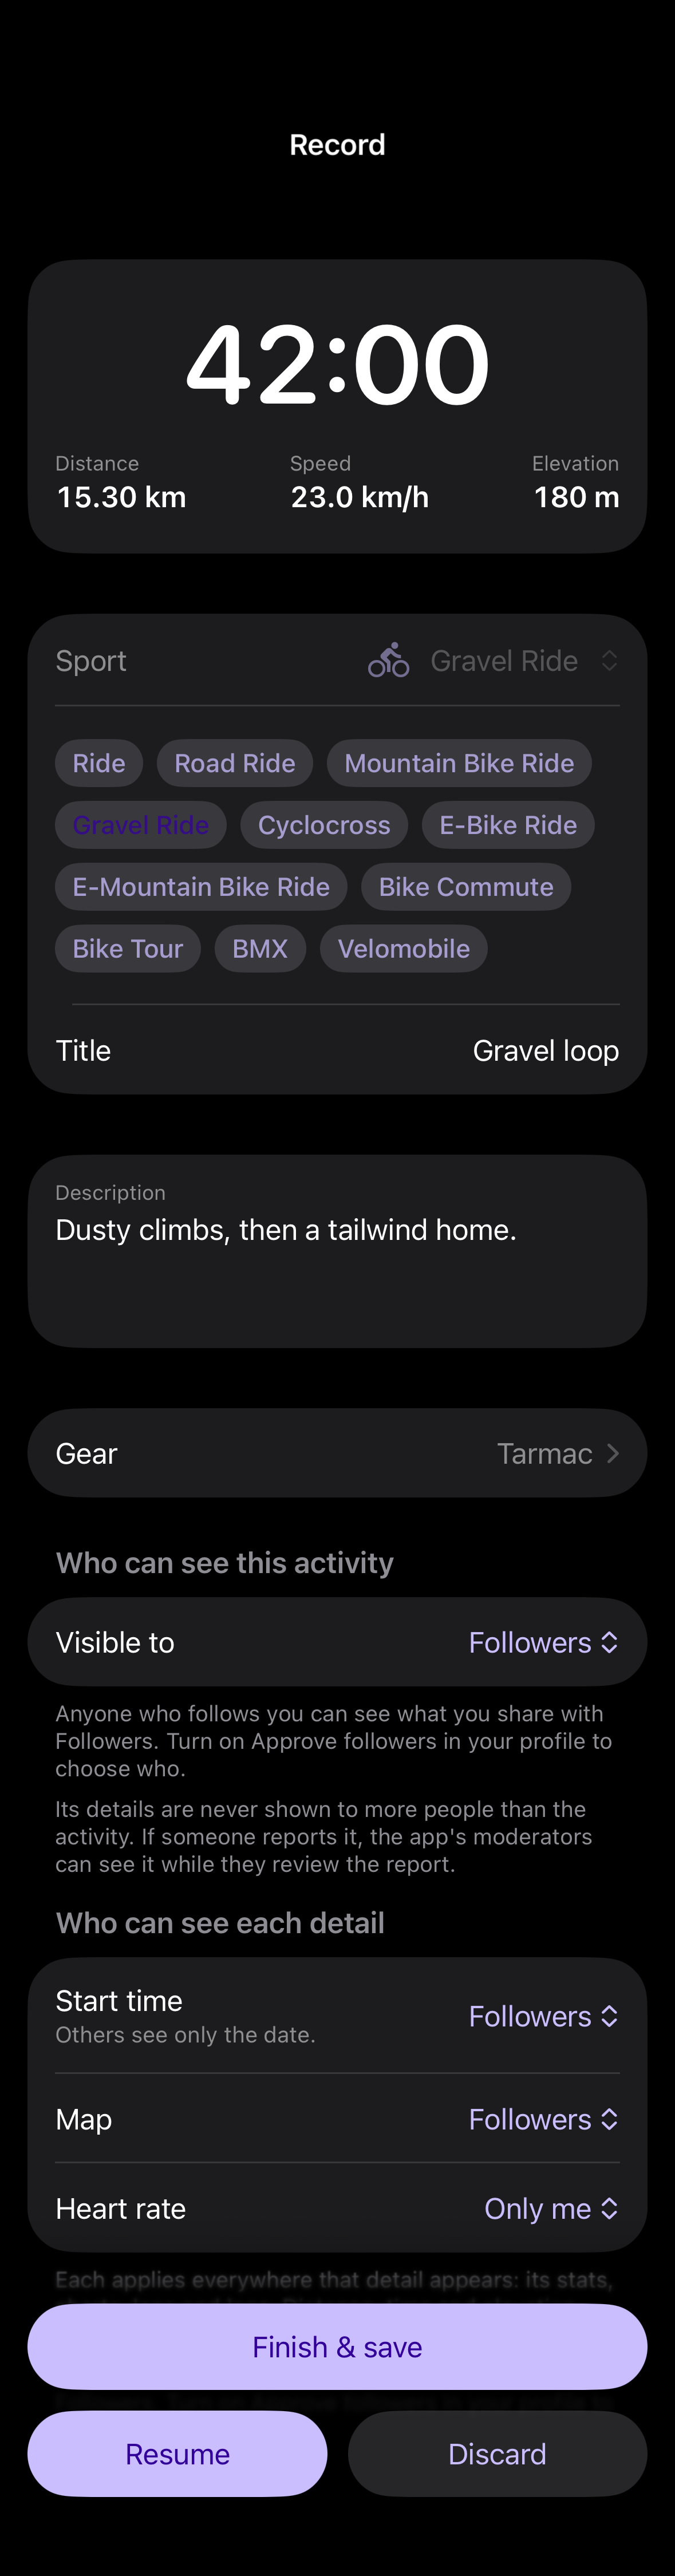 Record
42:00
Distance Speed Elevation
15.30 km 23.0 km/h 180 m
Sport Gravel Ride
Ride Road Ride Mountain Bike Ride
Gravel Ride Cyclocross E-Bike Ride
E-Mountain Bike Ride Bike Commute
Bike Tour BMX Velomobile
Title Gravel loop
Description
Dusty climbs, then a tailwind home.
Gear Tarmac
Who can see this activity
Visible to Followers
Anyone who follows you can see what you share with
Followers. Turn on Approve followers in your profile to
choose who.
Its details are never shown to more people than the
activity. If someone reports it, the app's moderators
can see it while they review the report.
Who can see each detail
Start time Followers
Others see only the date.
Map Followers
Heart rate Only me
Each applies everywhere that detail appears: its stats,
Finish & save
Resume Discard